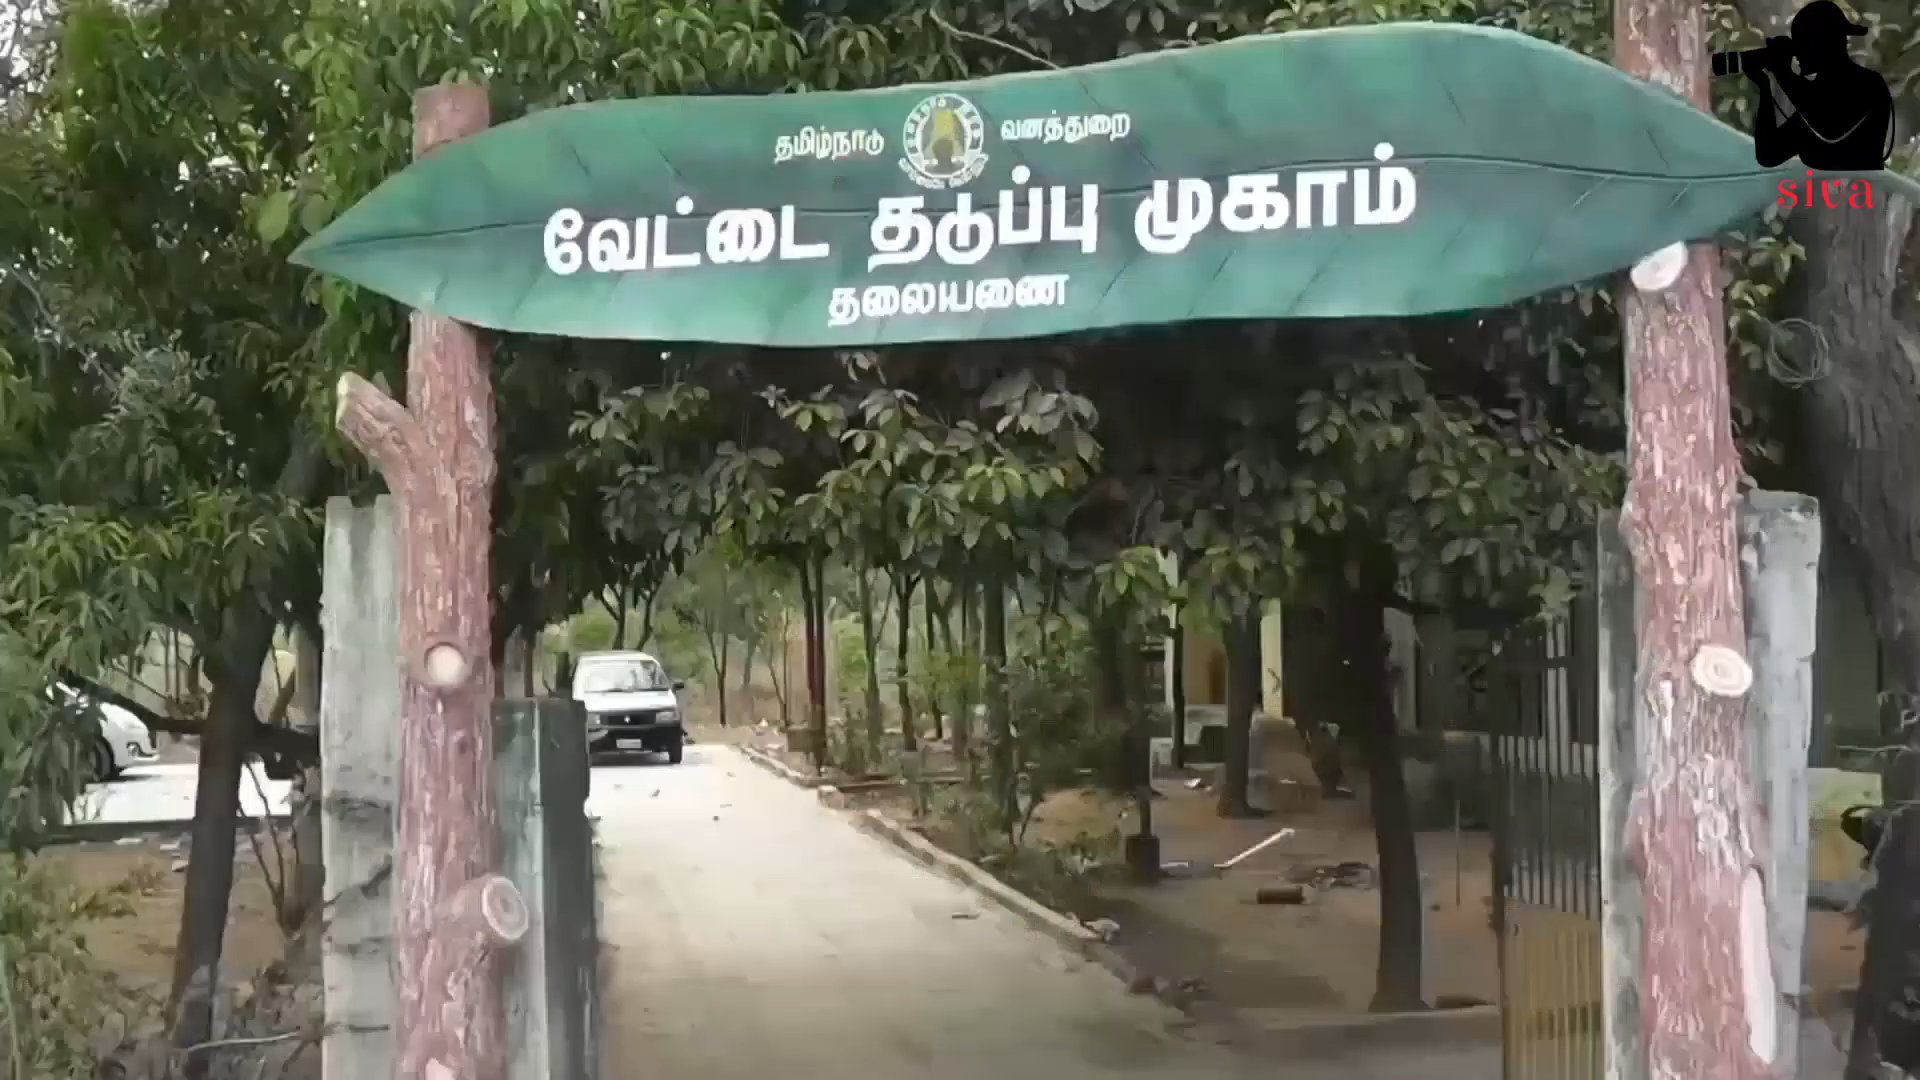 தமிழ்நாடு வனத்துறை
வேட்டை தடுப்பு முகாம்
தலையணை
siva